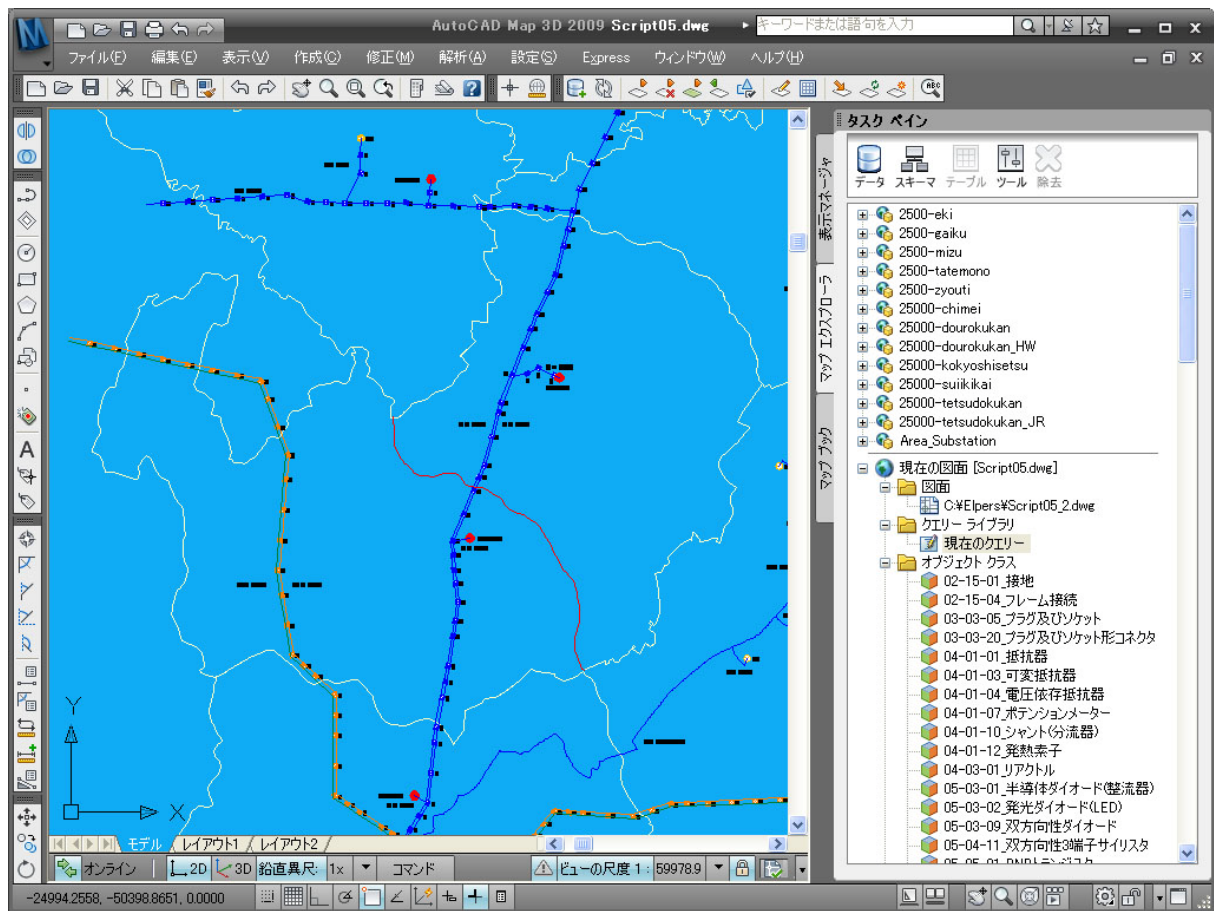 AutoCAD Map 3D 2009 Script05.dwg
キーワードまたは語句を入力
ファイル(F) 編集(E) 表示(V) 作成(C) 修正(M) 解析(A) 設定(S) Express ウィンドウ(W) ヘルプ(H)
ABC
タスク ペイン
データ スキーマ テーブル ツール 除去
表示マネージャ
マップ エクスプローラ
マップ ブック
2500-eki
2500-gaiku
2500-mizu
2500-tatemono
2500-zyouti
25000-chimei
25000-dourokukan
25000-dourokukan_HW
25000-kokyoshisetsu
25000-suiikikai
25000-tetsudokukan
25000-tetsudokukan_JR
Area_Substation
現在の図面 [Script05.dwg]
図面
C:¥Elpers¥Script05_2.dwg
クエリー ライブラリ
現在のクエリー
オブジェクト クラス
02-15-01_接地
02-15-04_フレーム接続
03-03-05_プラグ及びソケット
03-03-20_プラグ及びソケット形コネクタ
04-01-01_抵抗器
04-01-03_可変抵抗器
04-01-04_電圧依存抵抗器
04-01-07_ポテンションメーター
04-01-10_シャント(分流器)
04-01-12_発熱素子
04-03-01_リアクトル
05-03-01_半導体ダイオード(整流器)
05-03-02_発光ダイオード(LED)
05-03-09_双方向性ダイオード
05-04-11_双方向性3端子サイリスタ
A
Y
X
モデル レイアウト1 レイアウト2
オンライン 2D 3D 鉛直異尺: 1x コマンド ビューの尺度 1 : 59978.9
-24994.2558, -50398.8651, 0.0000